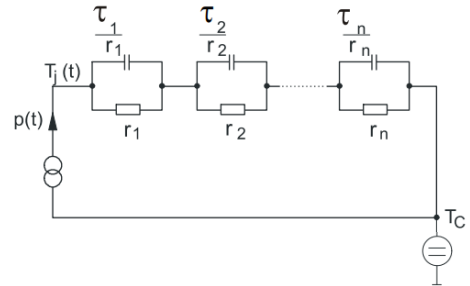 τ1 τ2 τn
r1 r2 rn
Tj (t)
p(t)
r1 r2 rn
TC